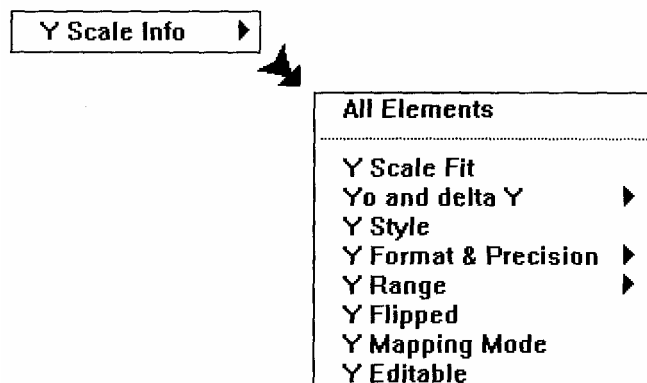 Y Scale Info
All Elements
Y Scale Fit
Yo and delta Y
Y Style
Y Format & Precision
Y Range
Y Flipped
Y Mapping Mode
Y Editable